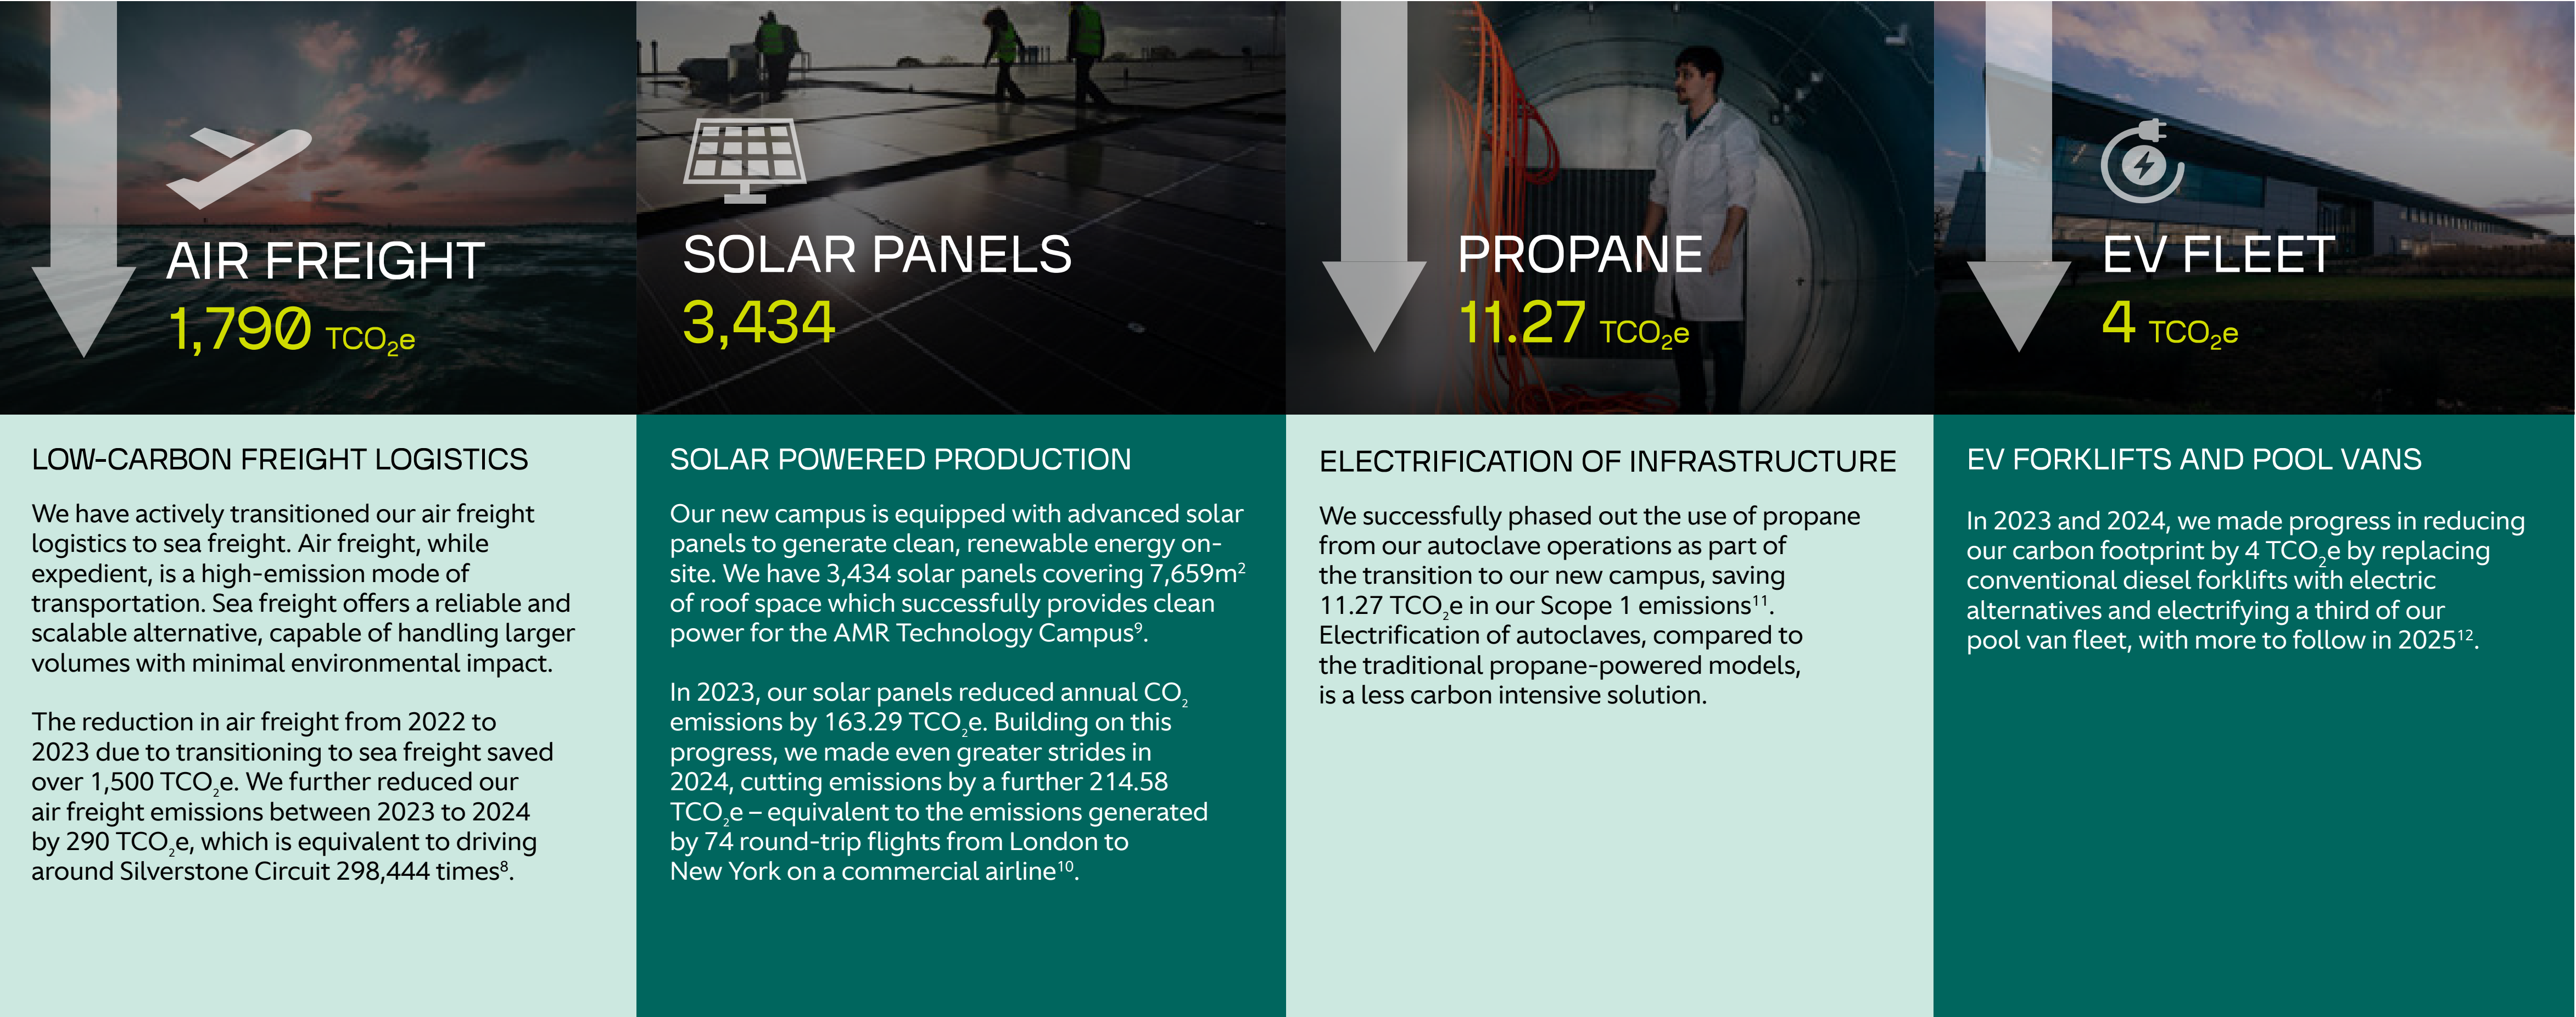 AIR FREIGHT
1,790 TCO₂e
LOW-CARBON FREIGHT LOGISTICS
We have actively transitioned our air freight
logistics to sea freight. Air freight, while
expedient, is a high-emission mode of
transportation. Sea freight offers a reliable and
scalable alternative, capable of handling larger
volumes with minimal environmental impact.
The reduction in air freight from 2022 to
2023 due to transitioning to sea freight saved
over 1,500 TCO₂e. We further reduced our
air freight emissions between 2023 to 2024
by 290 TCO₂e, which is equivalent to driving
around Silverstone Circuit 298,444 times⁸.
SOLAR PANELS
3,434
SOLAR POWERED PRODUCTION
Our new campus is equipped with advanced solar
panels to generate clean, renewable energy on-
site. We have 3,434 solar panels covering 7,659m²
of roof space which successfully provides clean
power for the AMR Technology Campus⁹.
In 2023, our solar panels reduced annual CO₂
emissions by 163.29 TCO₂e. Building on this
progress, we made even greater strides in
2024, cutting emissions by a further 214.58
TCO₂e – equivalent to the emissions generated
by 74 round-trip flights from London to
New York on a commercial airline¹⁰.
PROPANE
11.27 TCO₂e
ELECTRIFICATION OF INFRASTRUCTURE
We successfully phased out the use of propane
from our autoclave operations as part of
the transition to our new campus, saving
11.27 TCO₂e in our Scope 1 emissions¹¹.
Electrification of autoclaves, compared to
the traditional propane-powered models,
is a less carbon intensive solution.
EV FLEET
4 TCO₂e
EV FORKLIFTS AND POOL VANS
In 2023 and 2024, we made progress in reducing
our carbon footprint by 4 TCO₂e by replacing
conventional diesel forklifts with electric
alternatives and electrifying a third of our
pool van fleet, with more to follow in 2025¹².